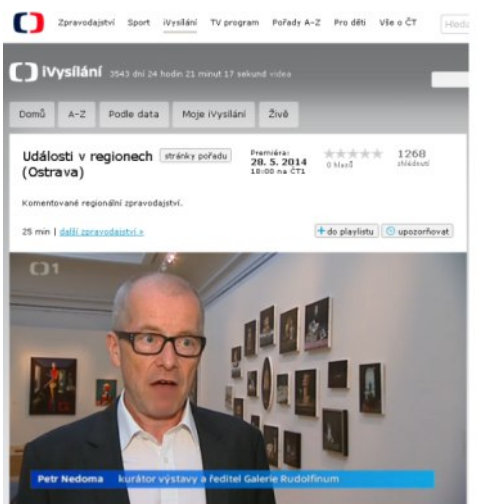 Zpravodajství Sport iVysílání TV program Pořady A-Z Pro děti Vše o ČT Hleda
iVysílání 3543 dní 24 hodin 21 minut 17 sekund videa
Domů A-Z Podle data Moje iVysílání Živě
Události v regionech (Ostrava)
stránky pořadu
Premiéra:
28. 5. 2014
18:00 na ČT1
0 hlasů
1268
zhlédnutí
Komentované regionální zpravodajství.
25 min | další zpravodajství »
+ do playlistu
upozorňovat
1
Petr Nedoma kurátor výstavy a ředitel Galerie Rudolfinum